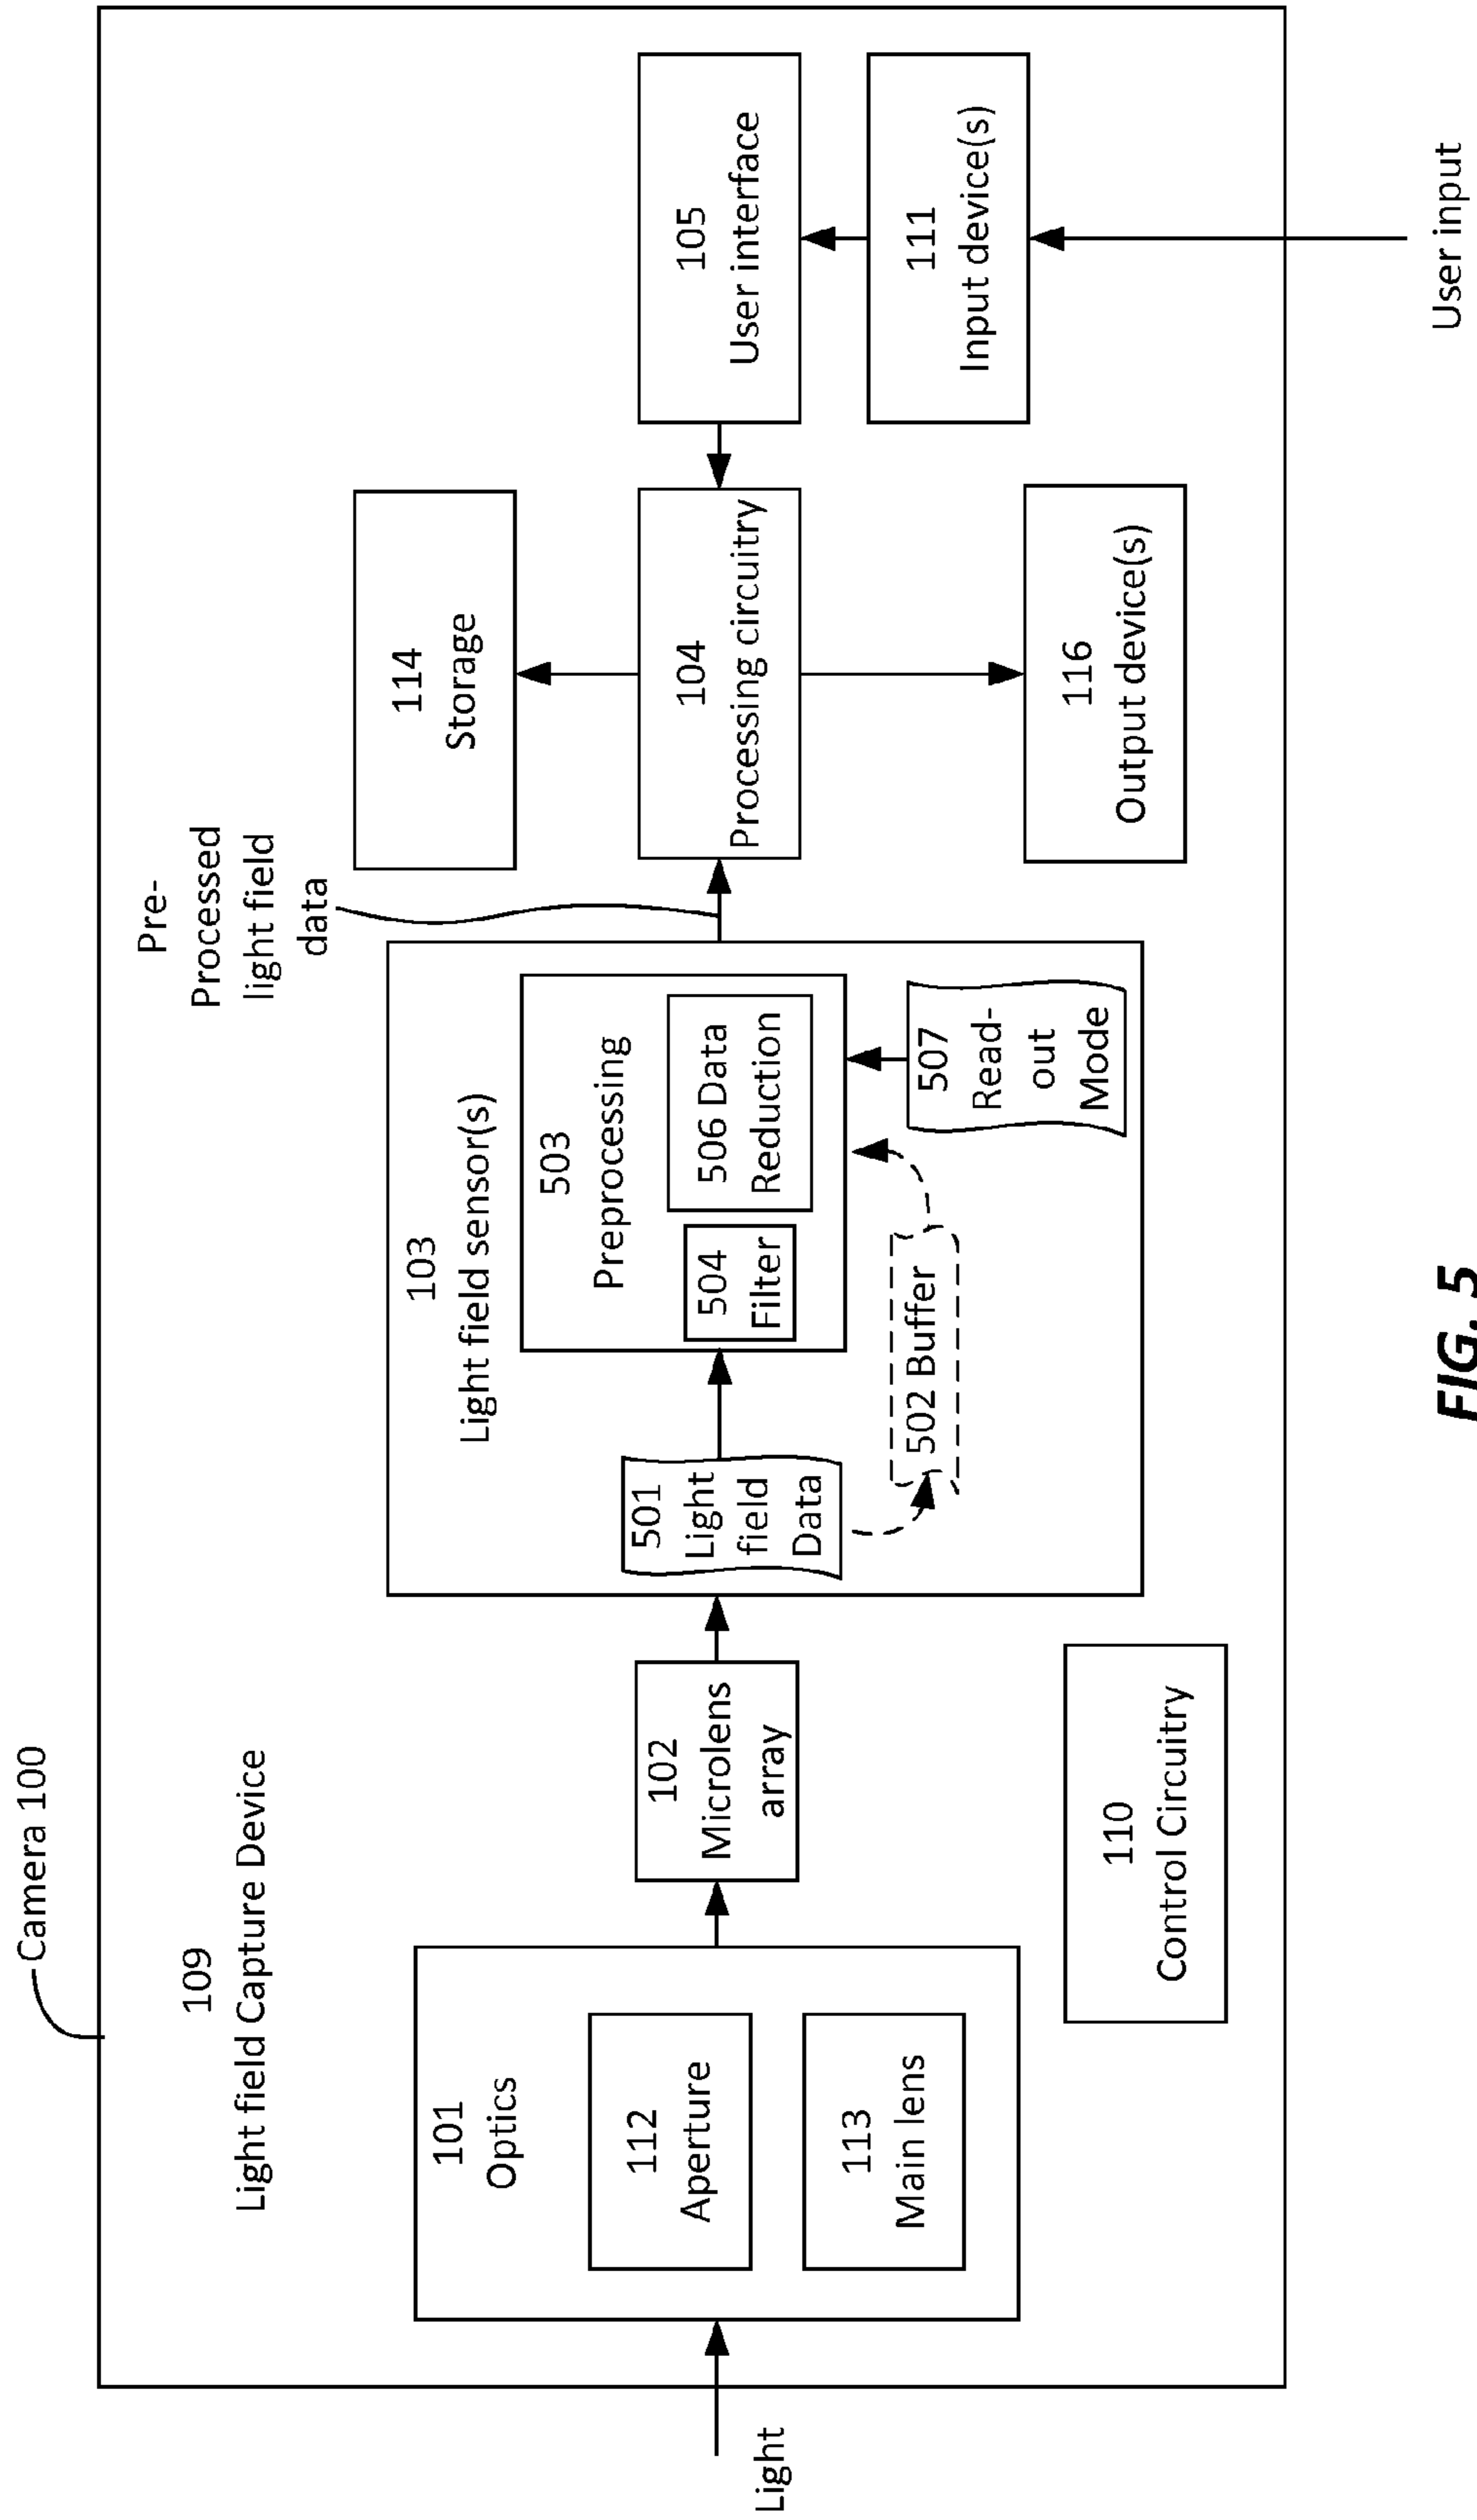 Camera 100
109
Light field Capture Device
Light
101
Optics
112
Aperture
113
Main lens
102
Microlens
array
110
Control Circuitry
103
Light field sensor(s)
501
Light
field
Data
503
Preprocessing
504
Filter
506 Data
Reduction
502 Buffer
507
Read-
out
Mode
Pre-
Processed
light field
data
114
Storage
104
Processing circuitry
116
Output device(s)
105
User interface
111
Input device(s)
User input
FIG. 5